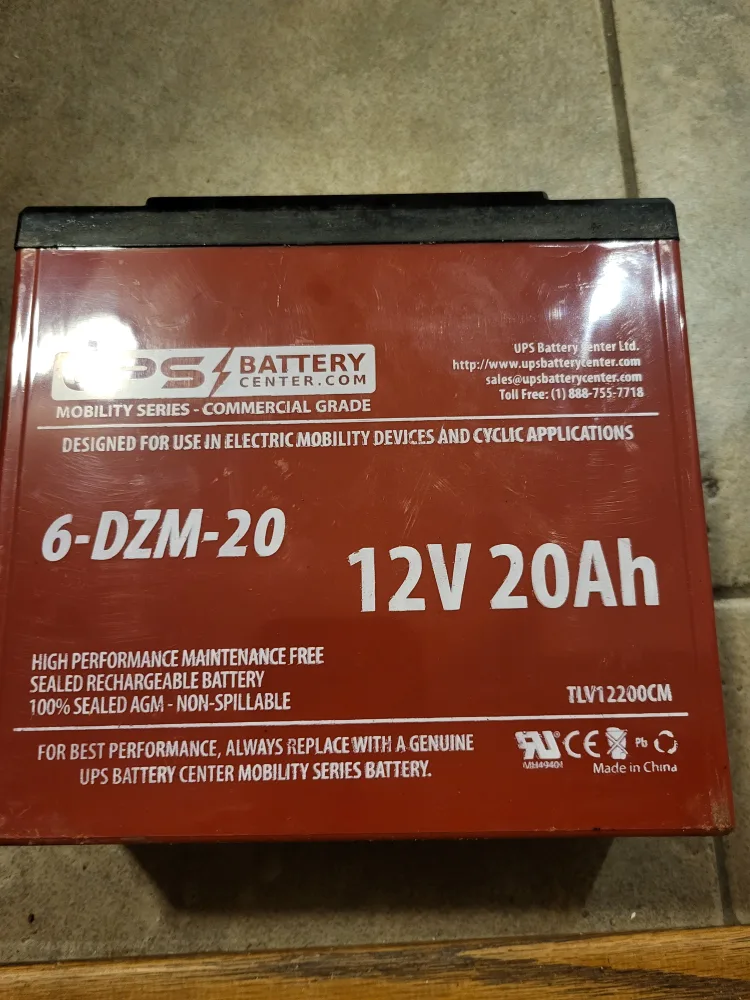 UPS BATTERY
CENTER.COM
MOBILITY SERIES - COMMERCIAL GRADE
UPS Battery Center Ltd.
http://www.upsbatterycenter.com
sales@upsbatterycenter.com
Toll Free: (1) 888-755-7718
DESIGNED FOR USE IN ELECTRIC MOBILITY DEVICES AND CYCLIC APPLICATIONS
6-DZM-20
12V 20Ah
HIGH PERFORMANCE MAINTENANCE FREE
SEALED RECHARGEABLE BATTERY
100% SEALED AGM - NON-SPILLABLE
TLV12200CM
FOR BEST PERFORMANCE, ALWAYS REPLACE WITH A GENUINE
UPS BATTERY CENTER MOBILITY SERIES BATTERY.
CE Pb
Made in China